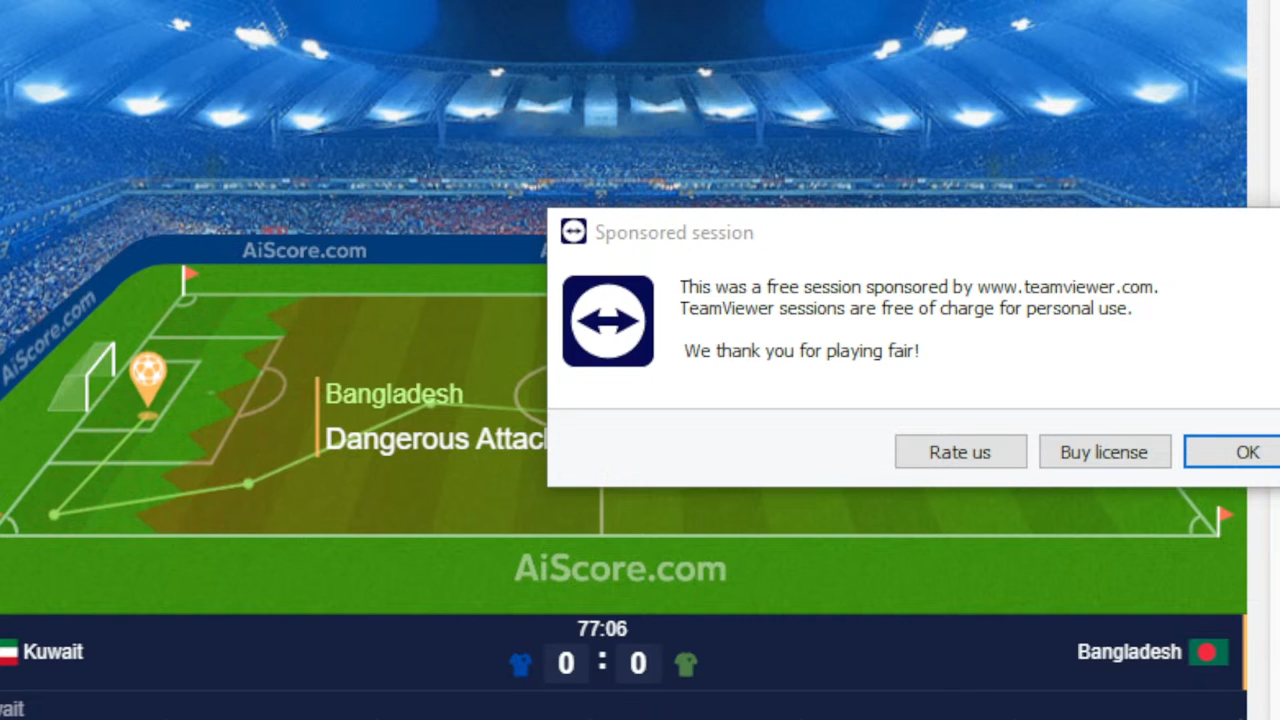 AiScore.com
AiScore.com
Sponsored session
This was a free session sponsored by www.teamviewer.com.
TeamViewer sessions are free of charge for personal use.
We thank you for playing fair!
Bangladesh
Dangerous
Rate us
Buy license
OK
AiScore.com
77:06
Kuwait
0 : 0
Bangladesh